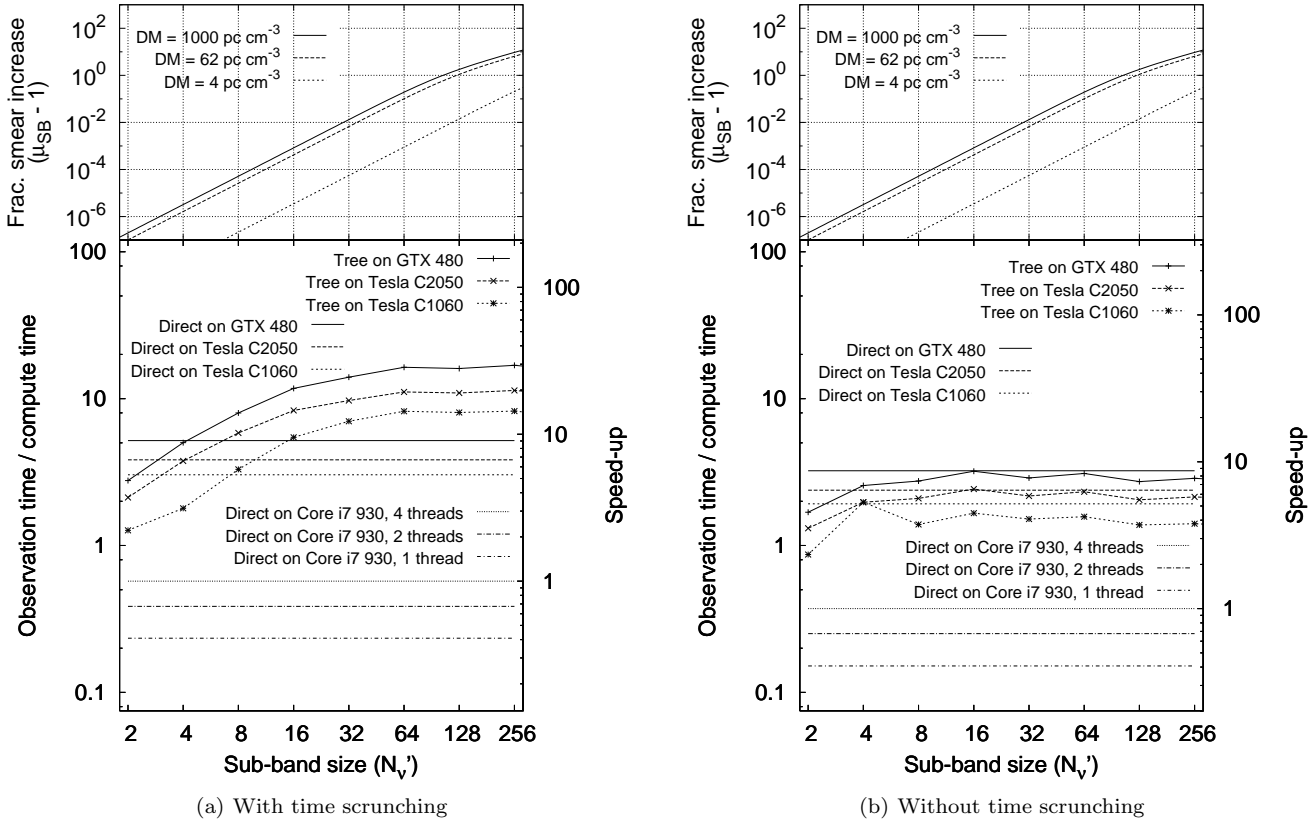 Frac. smear increase
(μSB - 1)
10^2
10^0
10^-2
10^-4
10^-6
DM = 1000 pc cm^-3
DM = 62 pc cm^-3
DM = 4 pc cm^-3
Observation time / compute time
100
10
1
0.1
Tree on GTX 480
Tree on Tesla C2050
Tree on Tesla C1060
Direct on GTX 480
Direct on Tesla C2050
Direct on Tesla C1060
Direct on Core i7 930, 4 threads
Direct on Core i7 930, 2 threads
Direct on Core i7 930, 1 thread
100
10
1
Speed-up
2 4 8 16 32 64 128 256
Sub-band size (Nν')
(a) With time scrunching
Frac. smear increase
(μSB - 1)
10^2
10^0
10^-2
10^-4
10^-6
DM = 1000 pc cm^-3
DM = 62 pc cm^-3
DM = 4 pc cm^-3
Observation time / compute time
100
10
1
0.1
Tree on GTX 480
Tree on Tesla C2050
Tree on Tesla C1060
Direct on GTX 480
Direct on Tesla C2050
Direct on Tesla C1060
Direct on Core i7 930, 4 threads
Direct on Core i7 930, 2 threads
Direct on Core i7 930, 1 thread
100
10
1
Speed-up
2 4 8 16 32 64 128 256
Sub-band size (Nν')
(b) Without time scrunching